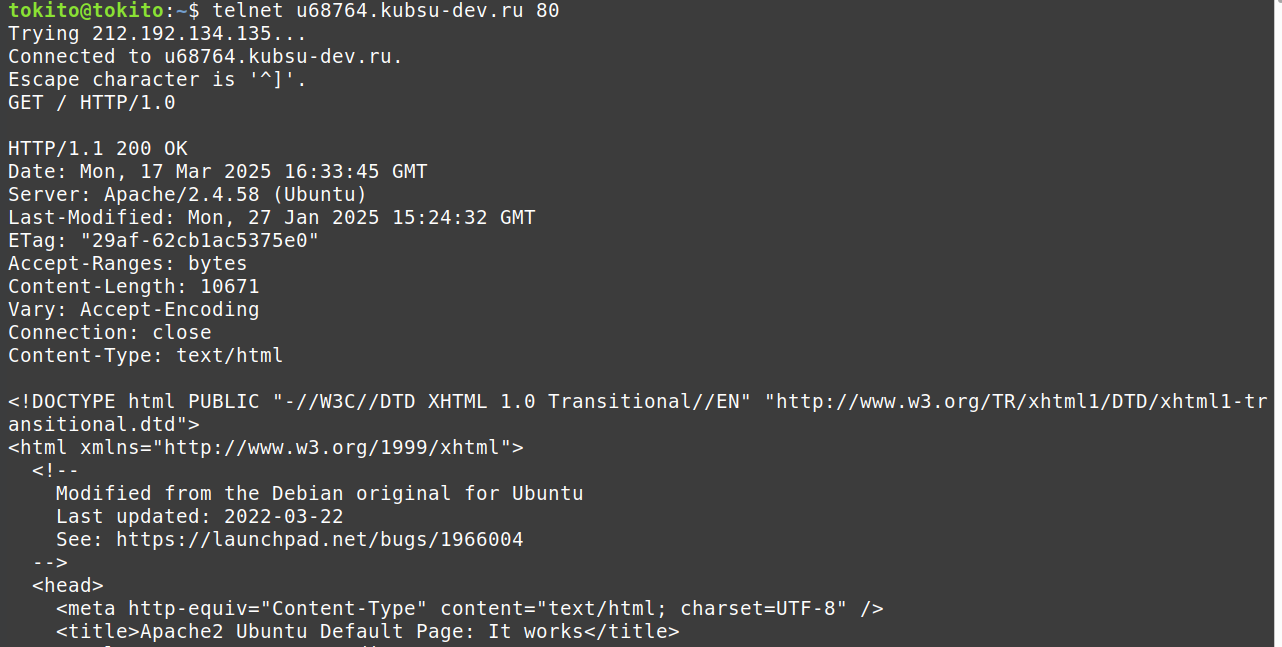 tokito@tokito:~$ telnet u68764.kubsu-dev.ru 80
Trying 212.192.134.135...
Connected to u68764.kubsu-dev.ru.
Escape character is '^]'.
GET / HTTP/1.0

HTTP/1.1 200 OK
Date: Mon, 17 Mar 2025 16:33:45 GMT
Server: Apache/2.4.58 (Ubuntu)
Last-Modified: Mon, 27 Jan 2025 15:24:32 GMT
ETag: "29af-62cb1ac5375e0"
Accept-Ranges: bytes
Content-Length: 10671
Vary: Accept-Encoding
Connection: close
Content-Type: text/html

<!DOCTYPE html PUBLIC "-//W3C//DTD XHTML 1.0 Transitional//EN" "http://www.w3.org/TR/xhtml1/DTD/xhtml1-tr
ansitional.dtd">
<html xmlns="http://www.w3.org/1999/xhtml">
  <!--
    Modified from the Debian original for Ubuntu
    Last updated: 2022-03-22
    See: https://launchpad.net/bugs/1966004
  -->
  <head>
    <meta http-equiv="Content-Type" content="text/html; charset=UTF-8" />
    <title>Apache2 Ubuntu Default Page: It works</title>